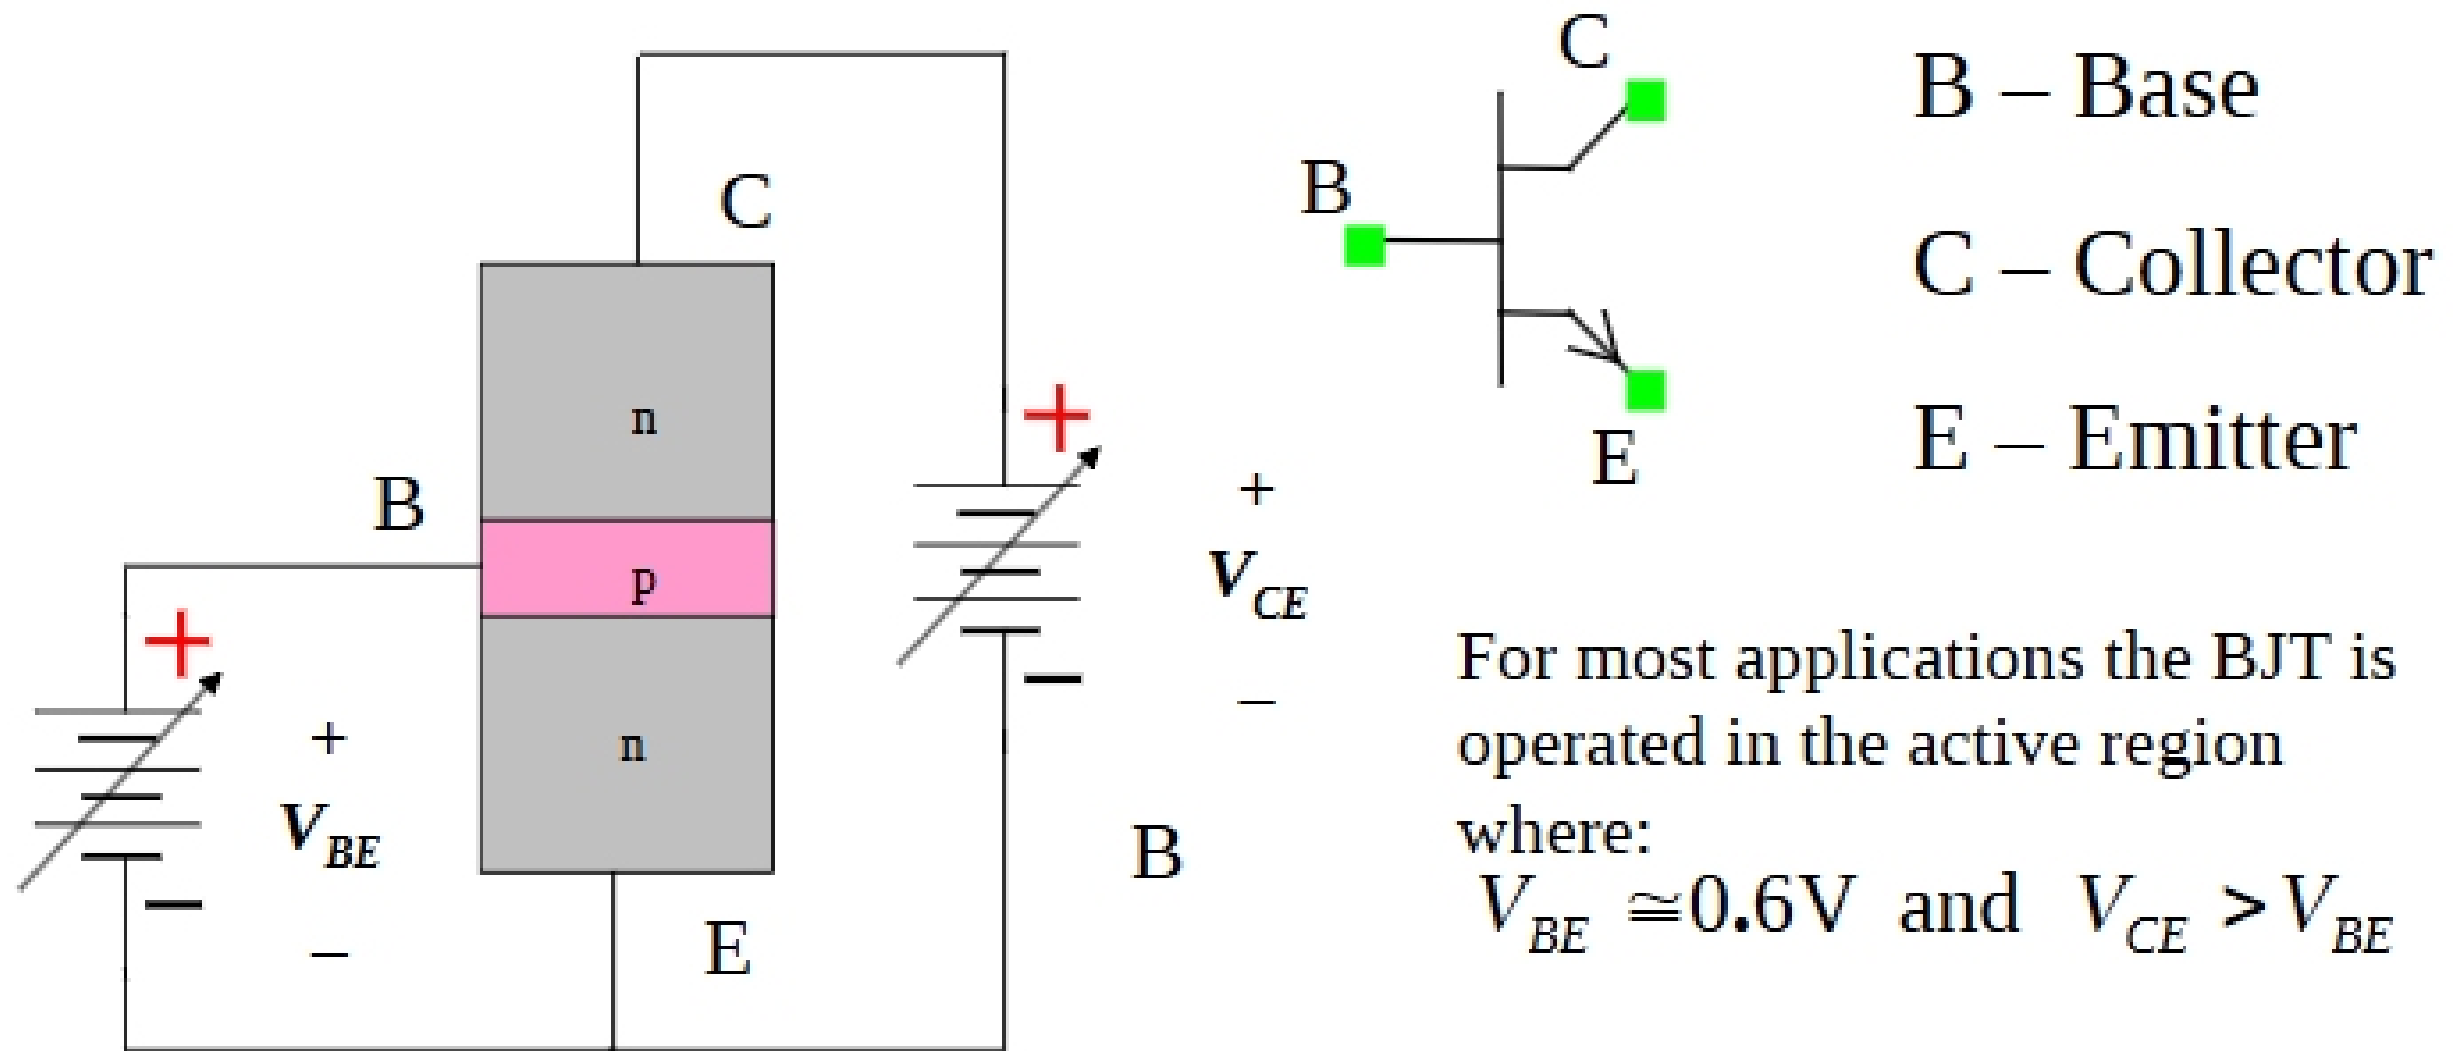 C
n
B
p
n
E
+
–
+
V_BE
–
+
–
+
V_CE
–
B
C
B
E
B – Base
C – Collector
E – Emitter
For most applications the BJT is
operated in the active region
where:
V_BE ≅0.6V and V_CE > V_BE